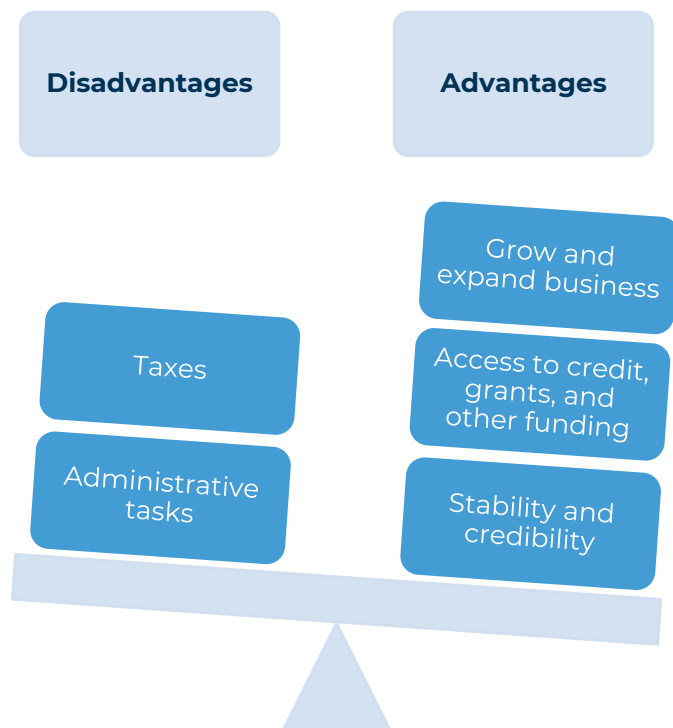 Disadvantages
Advantages
Grow and
expand business
Taxes
Access to credit,
grants, and
other funding
Administrative
tasks
Stability and
credibility